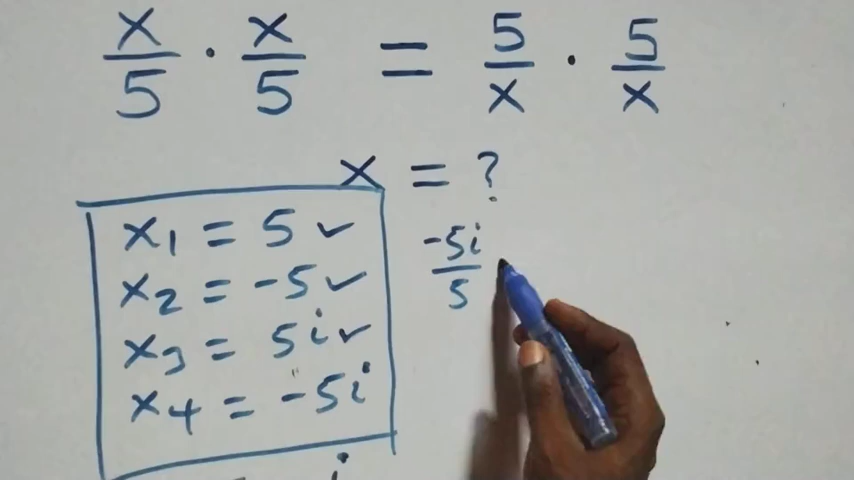 x/5 · x/5 = 5/x · 5/x
x = ?
x₁ = 5 ✓
x₂ = -5 ✓
x₃ = 5i ✓
x₄ = -5i
-5i/5